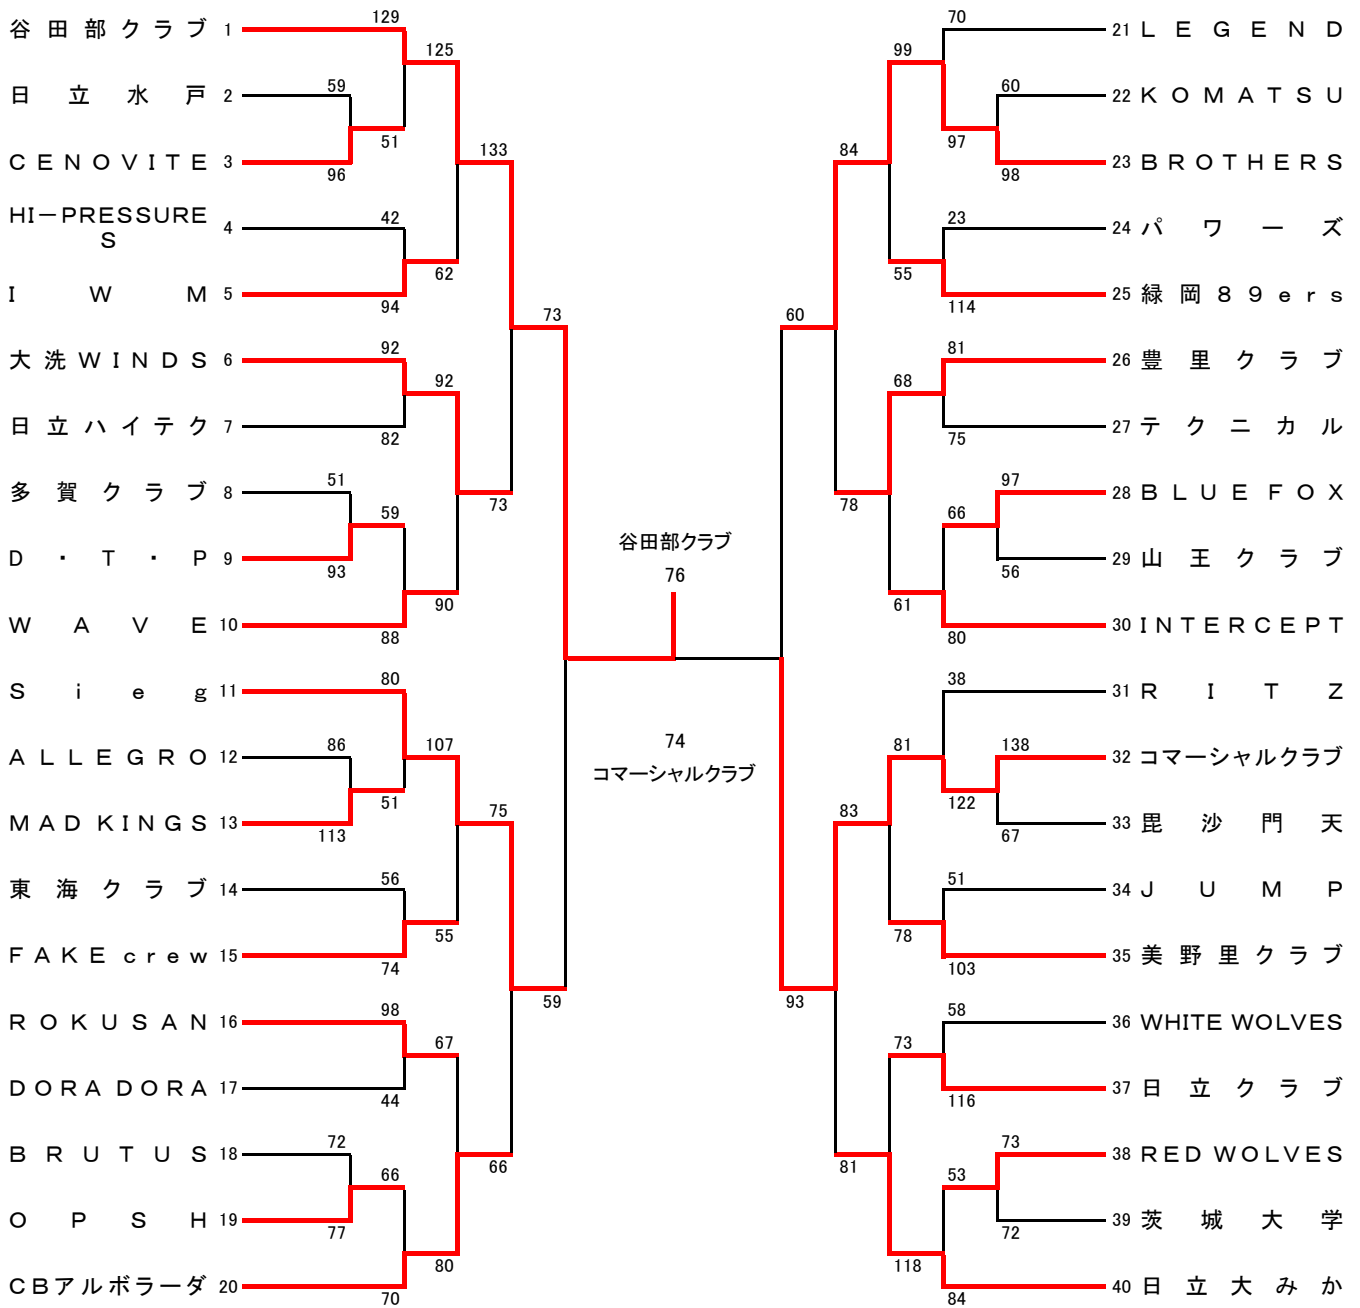 谷田部クラブ 1 129
125
日立水戸 2 59
51
CENOVITE 3 96
133
HI－PRESSURE
S 4 42
62
IWM 5 94
73
大洗WINDS 6 92
92
日立ハイテク 7 82
多賀クラブ 8 51
59
73
D・T・P 9 93
90
WAVE 10 88
Sieg 11 80
107
ALLEGRO 12 86
51
MAD KINGS 13 113
75
東海クラブ 14 56
55
FAKE crew 15 74
59
ROKUSAN 16 98
67
DORA DORA 17 44
BRUTUS 18 72
66
66
OPSH 19 77
80
CBアルボラーダ 20 70
谷田部クラブ
76
74
コマーシャルクラブ
70 21 LEGEND
99
60 22 KOMATSU
97
98 23 BROTHERS
84
23 24 パワーズ
55
114 25 緑岡89ers
60
81 26 豊里クラブ
68
75 27 テクニカル
97 28 BLUE FOX
66
78
56 29 山王クラブ
61
80 30 INTERCEPT
38 31 RITZ
81
138 32 コマーシャルクラブ
122
67 33 毘沙門天
83
51 34 JUMP
78
103 35 美野里クラブ
93
58 36 WHITE WOLVES
73
116 37 日立クラブ
73 38 RED WOLVES
53
81
72 39 茨城大学
118
84 40 日立大みか